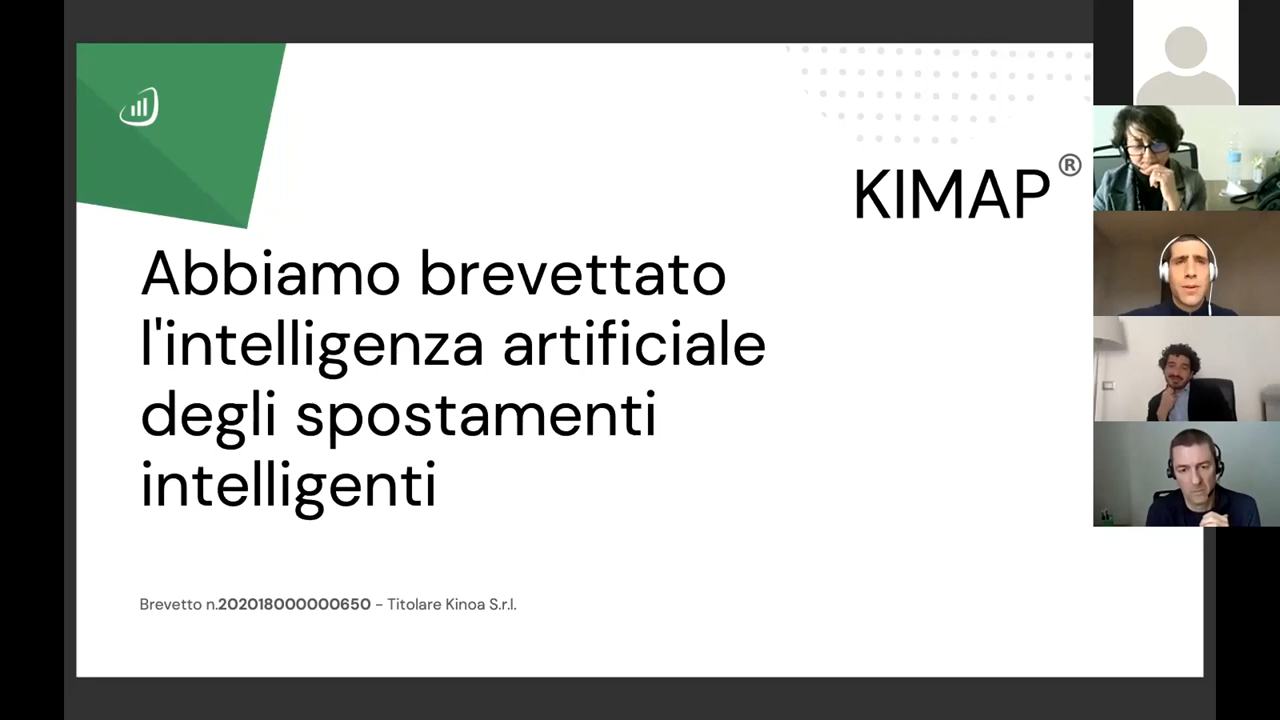 KIMAP®
Abbiamo brevettato
l'intelligenza artificiale
degli spostamenti
intelligenti
Brevetto n.202018000000650 - Titolare Kinoa S.r.l.